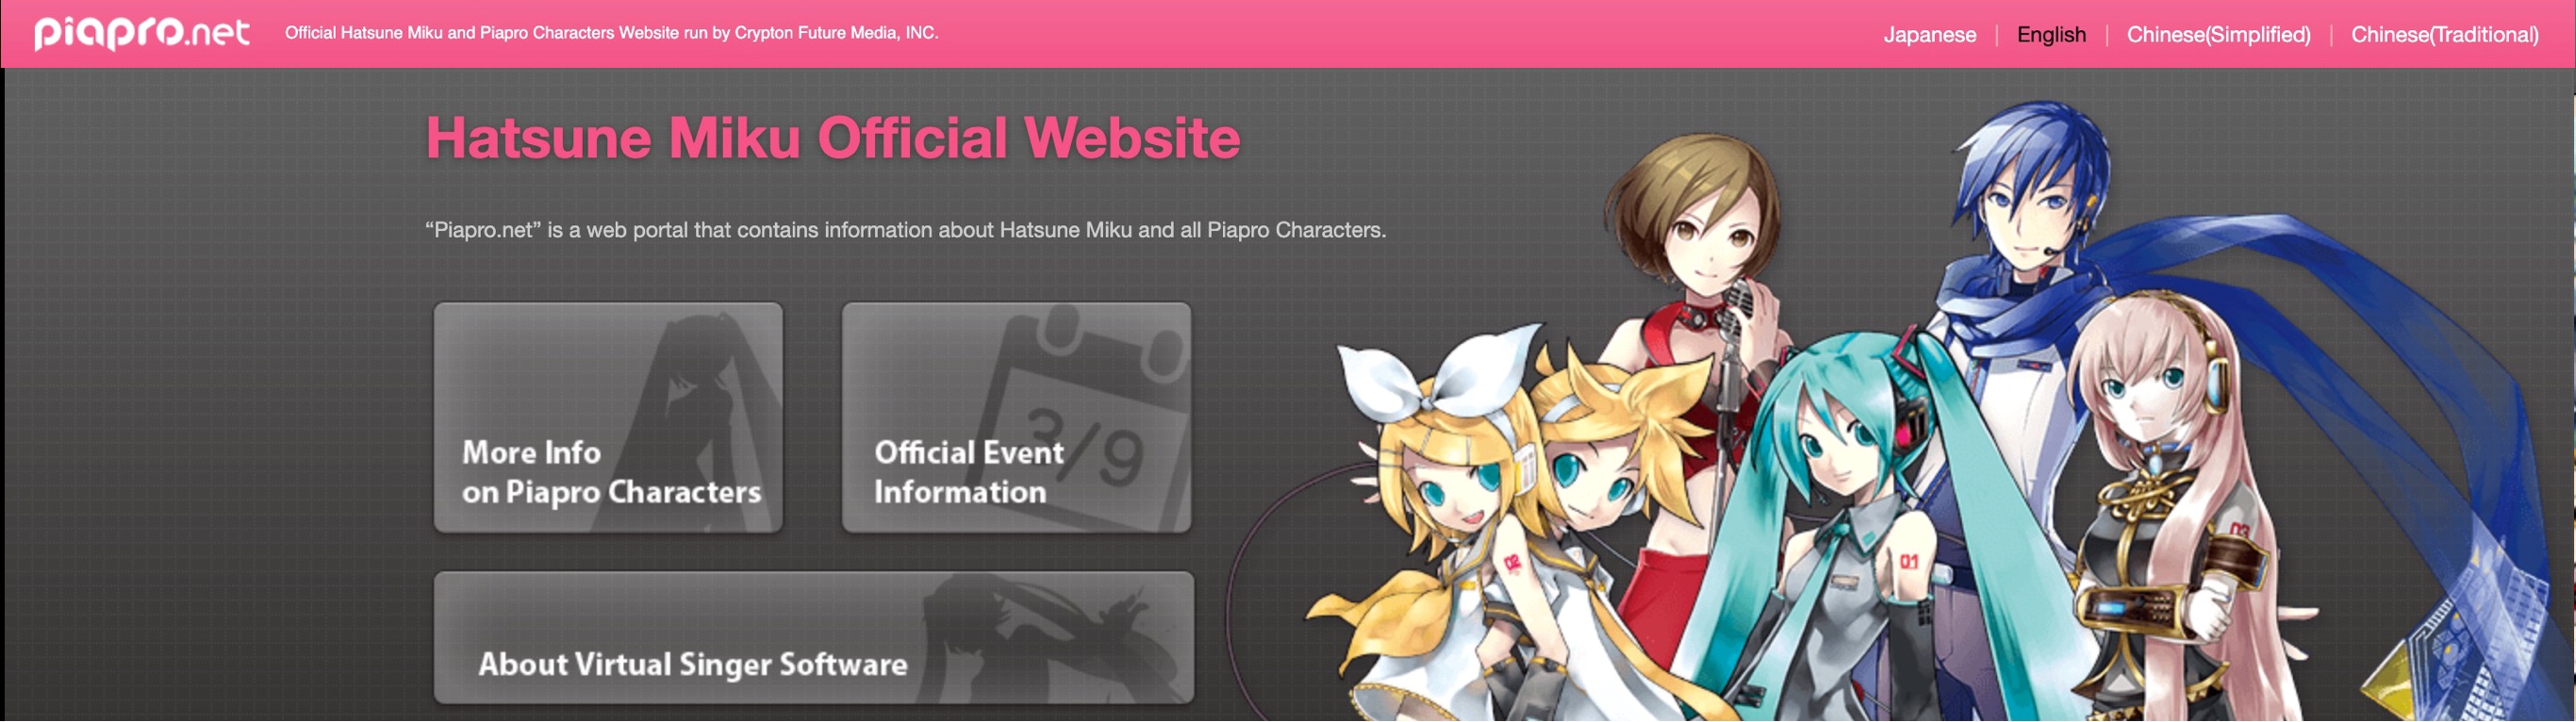 piapro.net
Official Hatsune Miku and Piapro Characters Website run by Crypton Future Media, INC.
Japanese | English | Chinese(Simplified) | Chinese(Traditional)
Hatsune Miku Official Website
“Piapro.net” is a web portal that contains information about Hatsune Miku and all Piapro Characters.
More Info
on Piapro Characters
3/9
Official Event
Information
About Virtual Singer Software
02
01
03